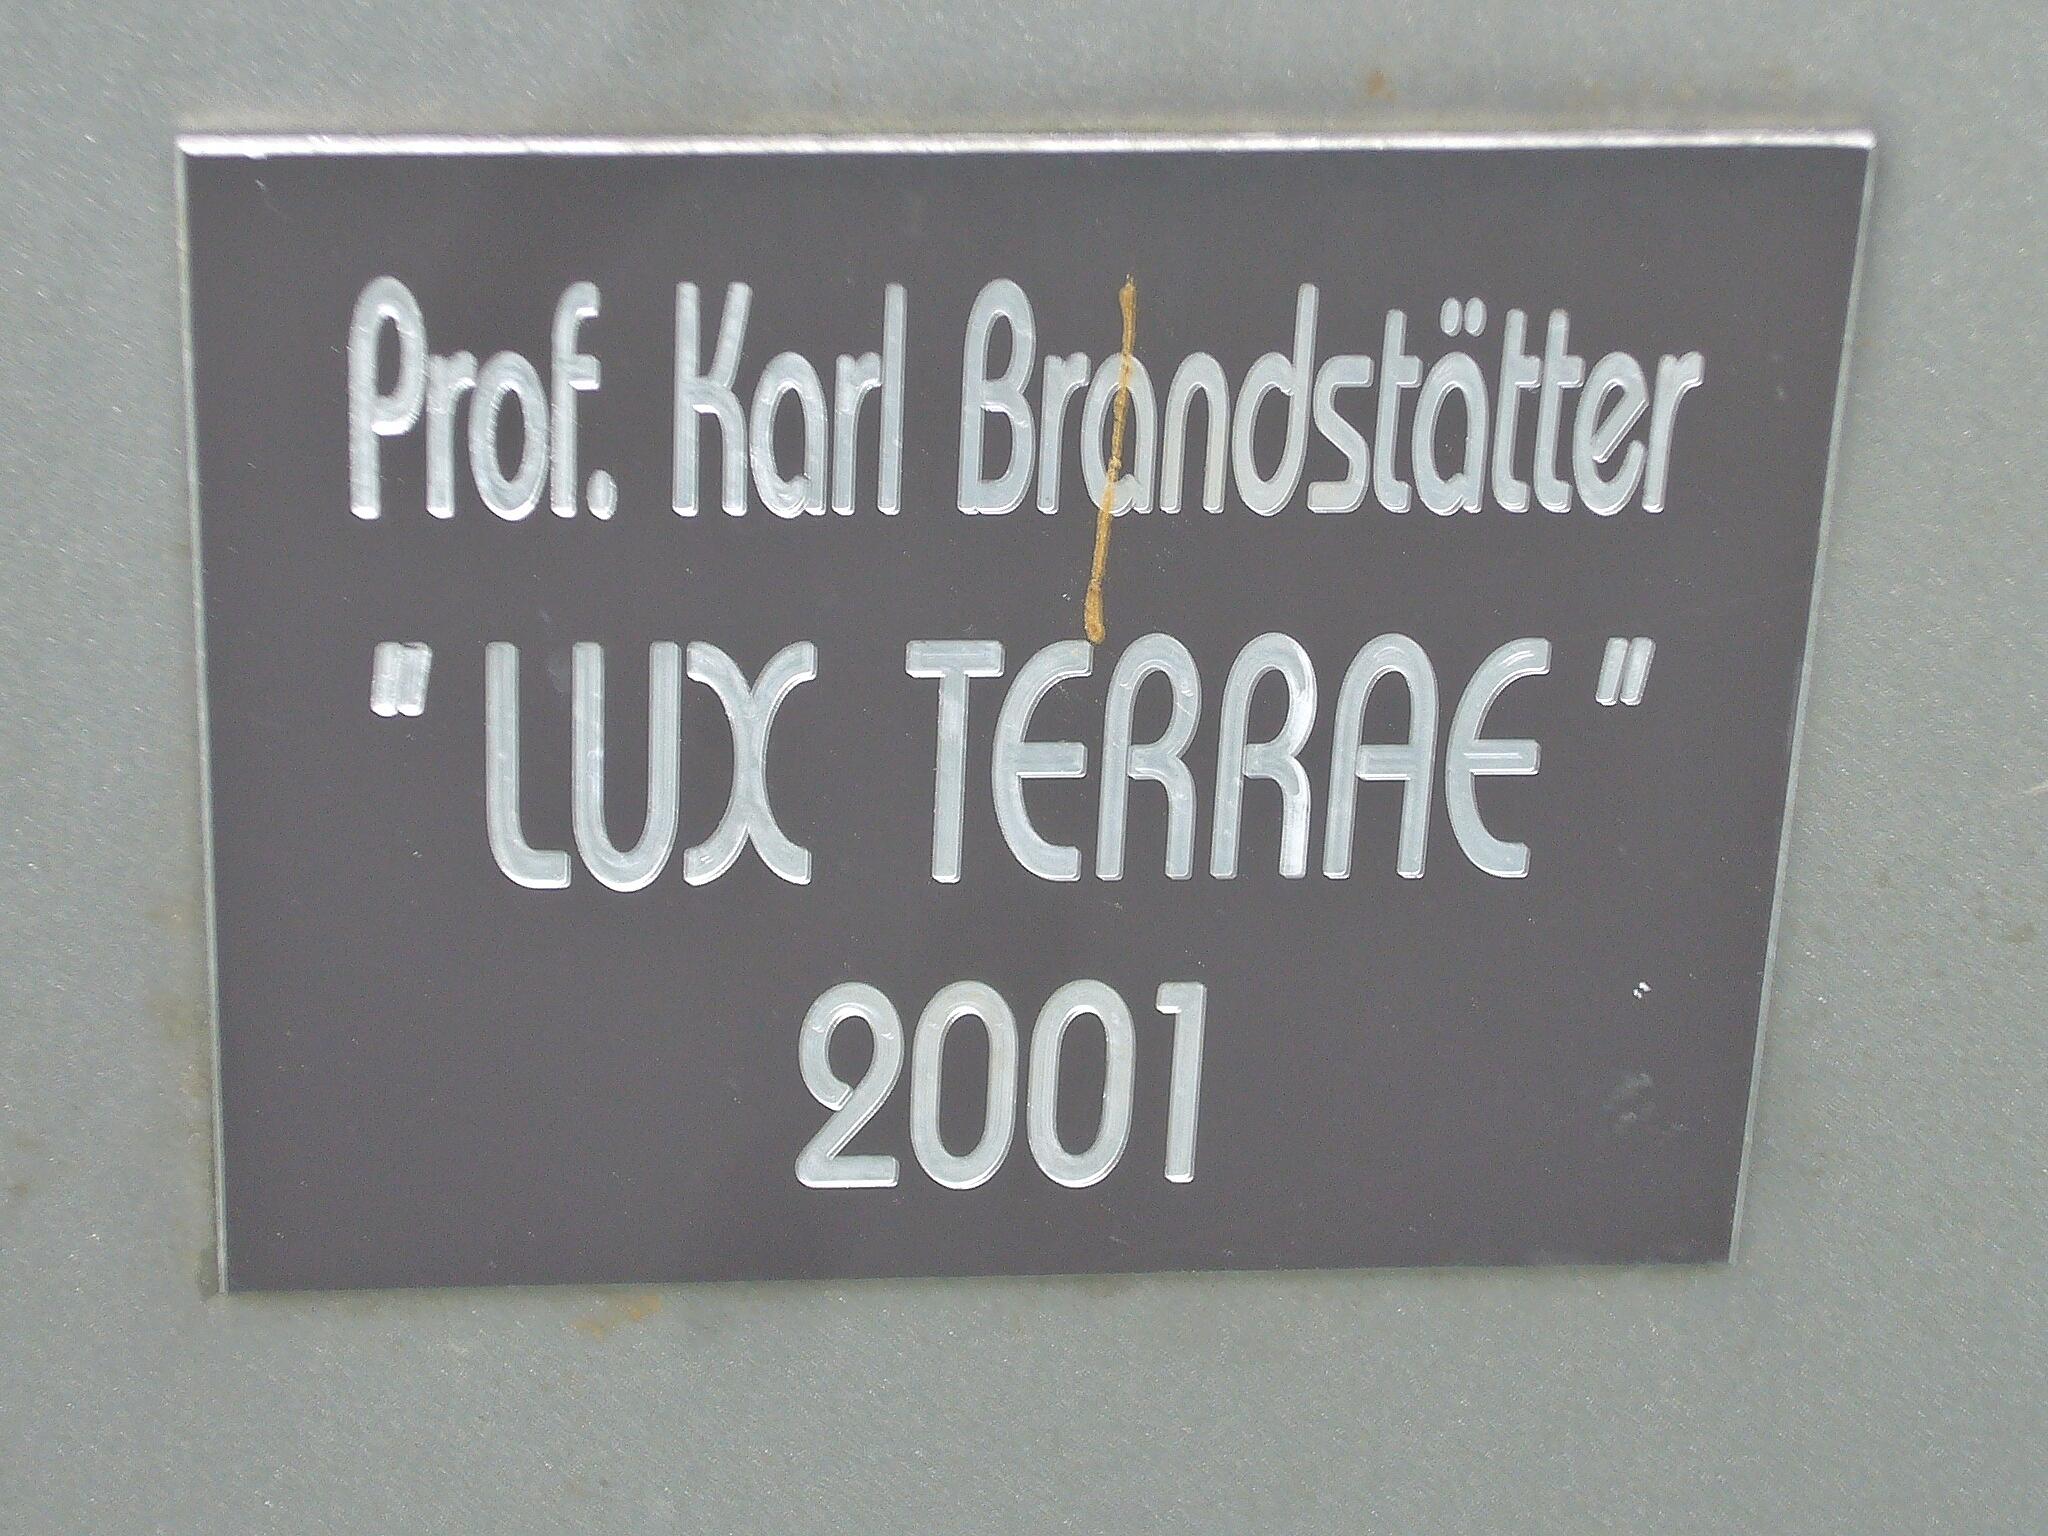 Prof. Karl Brandstätter
"LUX TERRAE"
2001